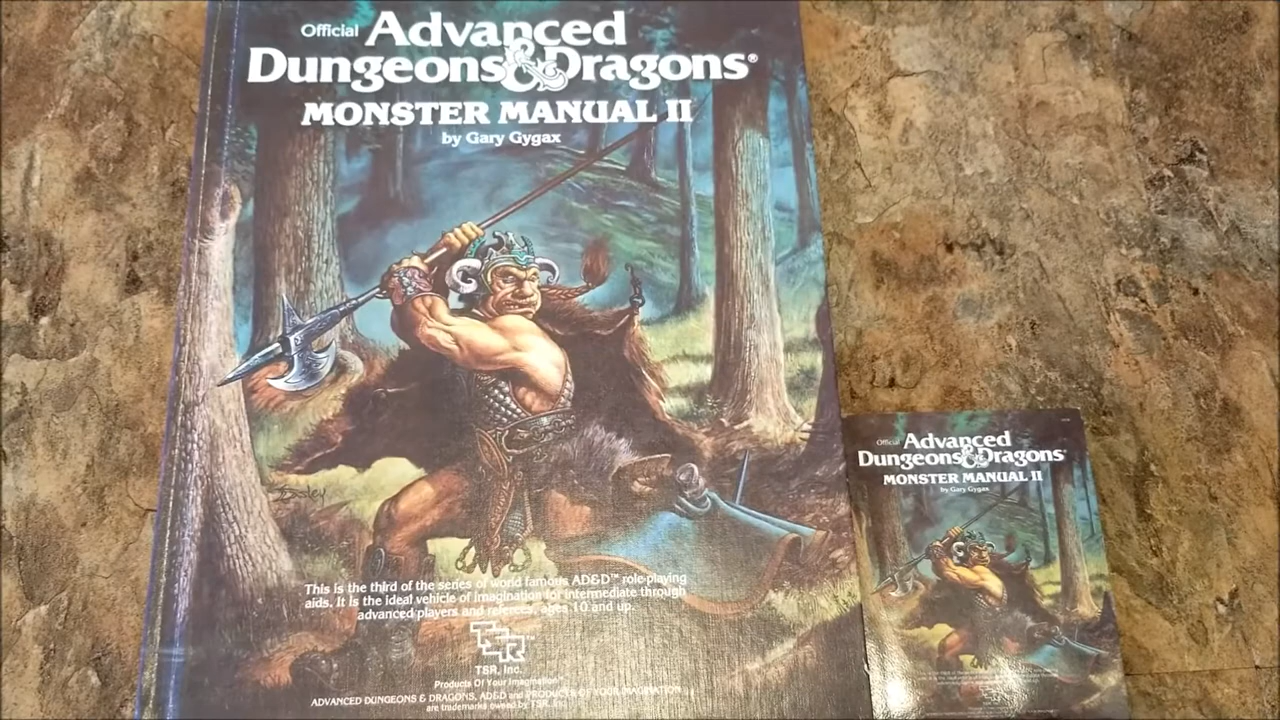 Official Advanced
Dungeons & Dragons®
MONSTER MANUAL II
by Gary Gygax
This is the third of the series of world famous AD&D™ role-playing
aids. It is the ideal vehicle of imagination for intermediate through
advanced players and referees, ages 10 and up.
TSR™
TSR, Inc.
Products Of Your Imagination™
ADVANCED DUNGEONS & DRAGONS, AD&D and PRODUCTS OF YOUR IMAGINATION
are trademarks owned by TSR, Inc.
Official Advanced
Dungeons & Dragons®
MONSTER MANUAL II
by Gary Gygax